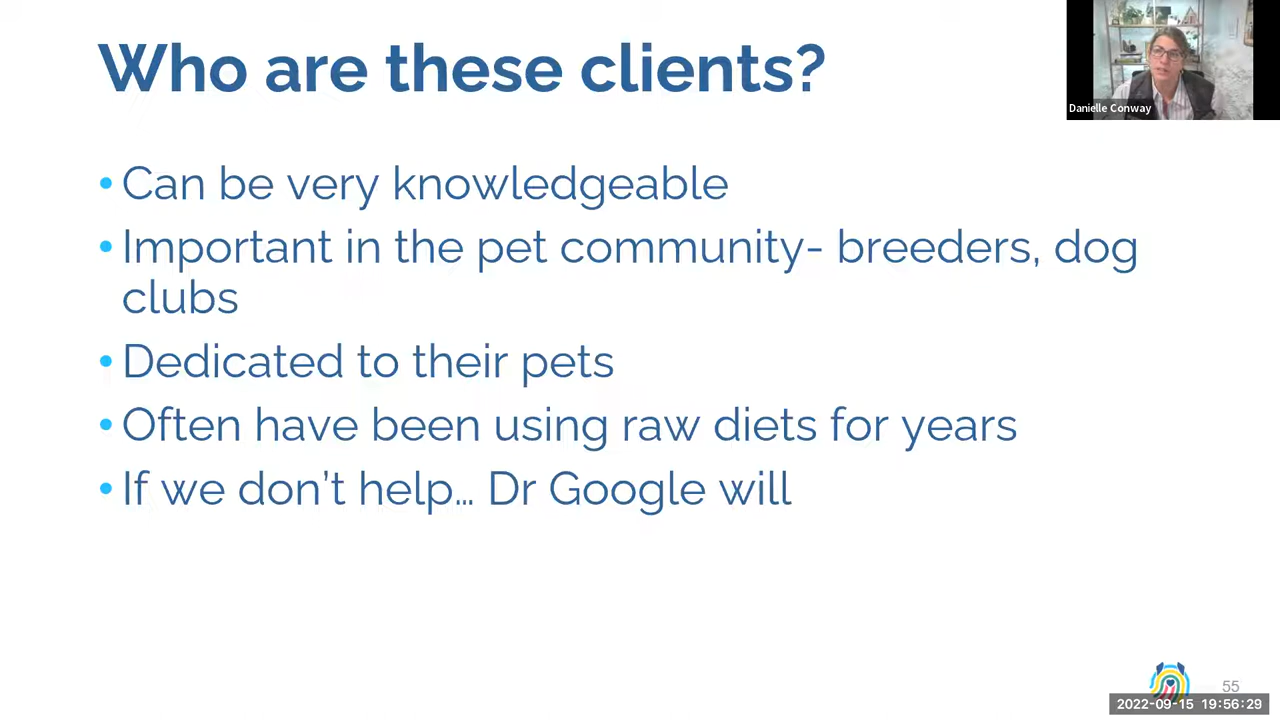 Who are these clients?
Danielle Conway
• Can be very knowledgeable
• Important in the pet community- breeders, dog
clubs
• Dedicated to their pets
• Often have been using raw diets for years
• If we don’t help… Dr Google will
55
2022-09-15 19:56:29